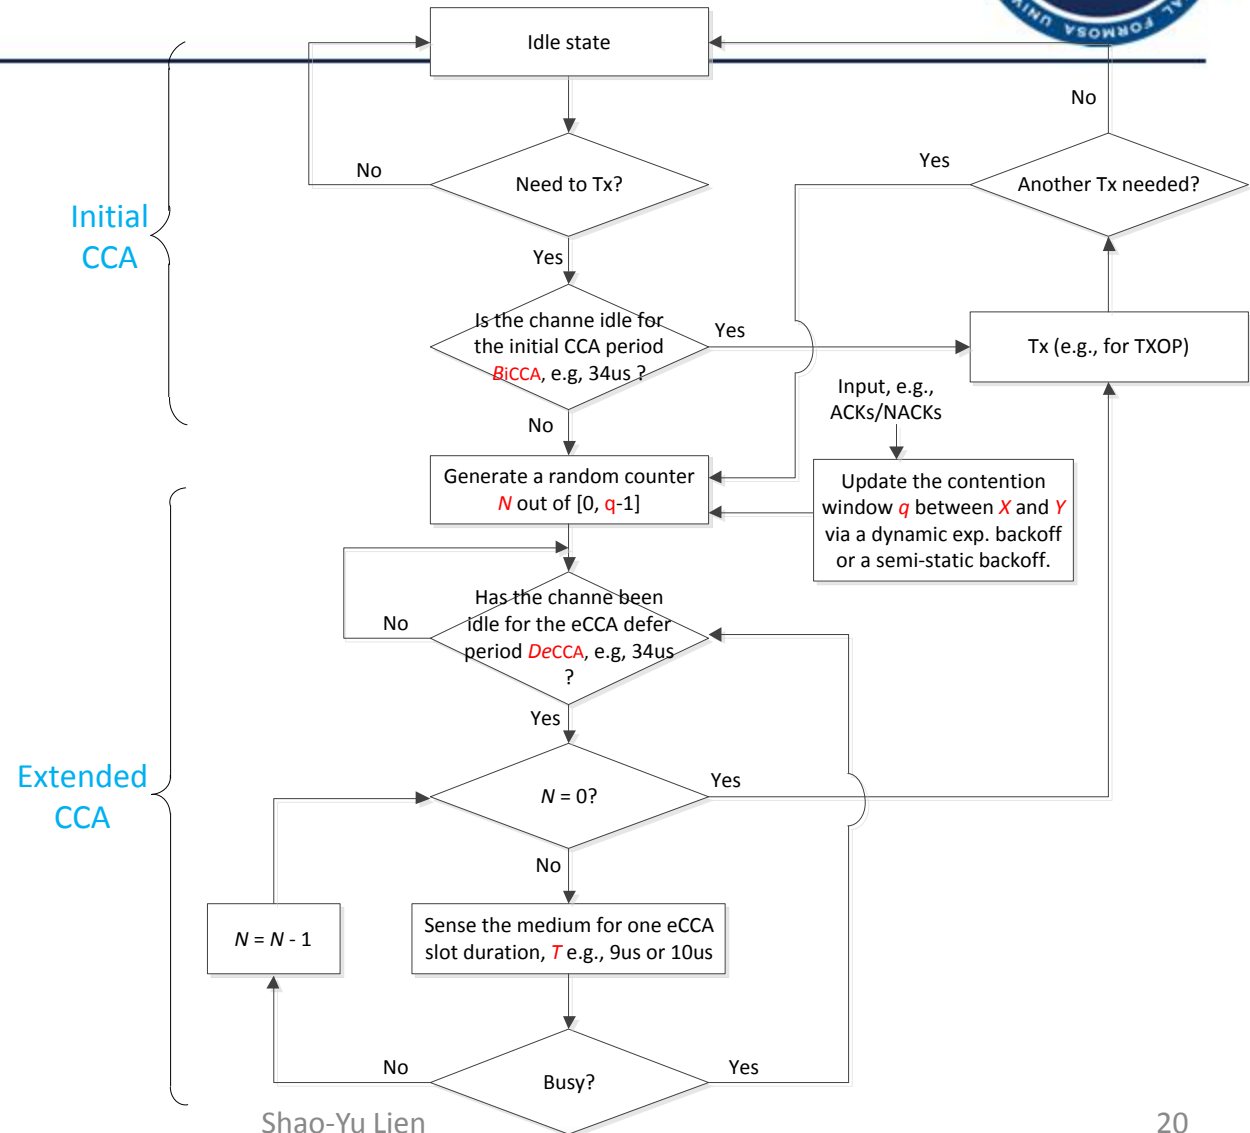 AL FORMOSA UNIV
Idle state
No
No
Need to Tx?
Yes
Another Tx needed?
Initial
CCA
Yes
Is the channe idle for
the initial CCA period
BiCCA, e.g, 34us ?
Yes
Tx (e.g., for TXOP)
No
Input, e.g.,
ACKs/NACKs
Generate a random counter
N out of [0, q-1]
Update the contention
window q between X and Y
via a dynamic exp. backoff
or a semi-static backoff.
Has the channe been
idle for the eCCA defer
period DeCCA, e.g, 34us
?
No
Yes
Extended
CCA
N = 0?
Yes
No
N = N - 1
Sense the medium for one eCCA
slot duration, T e.g., 9us or 10us
No
Busy?
Yes
Shao-Yu Lien
20